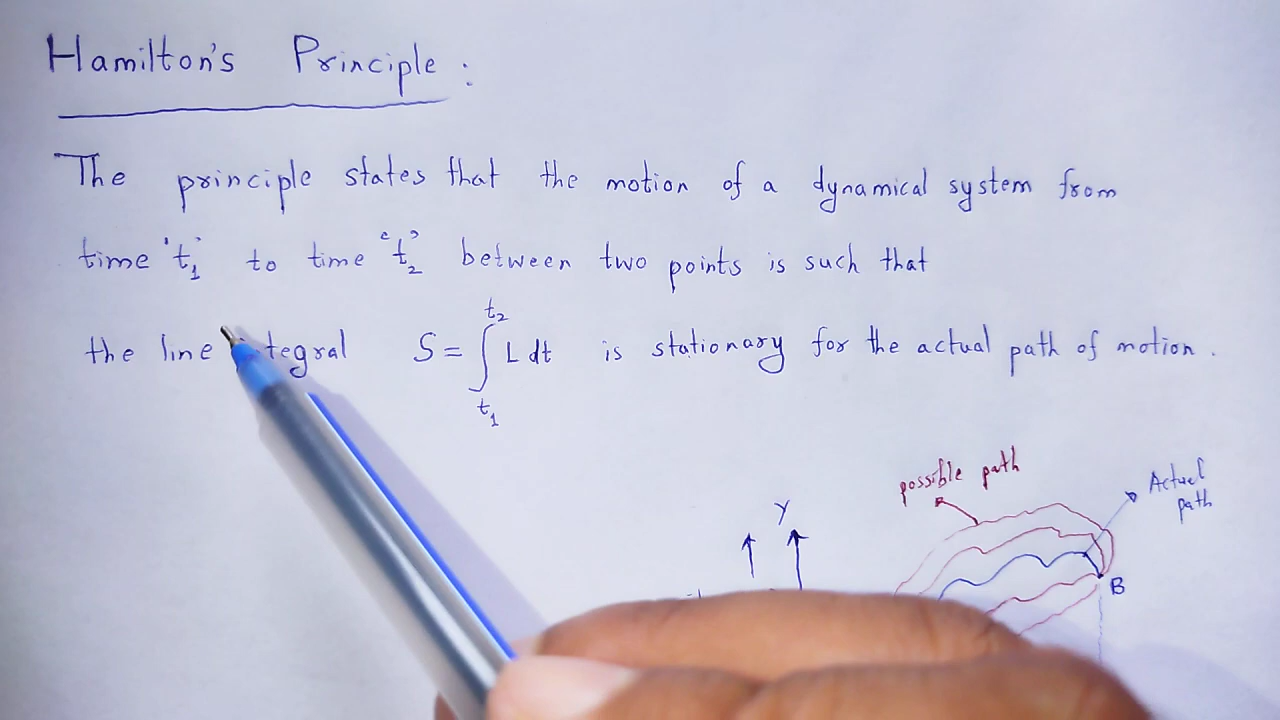 Hamilton's Principle :
The principle states that the motion of a dynamical system from
time 't₁' to time 't₂' between two points is such that
the line integral S = ∫ₜ₁ᵗ² L dt is stationary for the actual path of motion .
possible path
Actual
path
Y
B